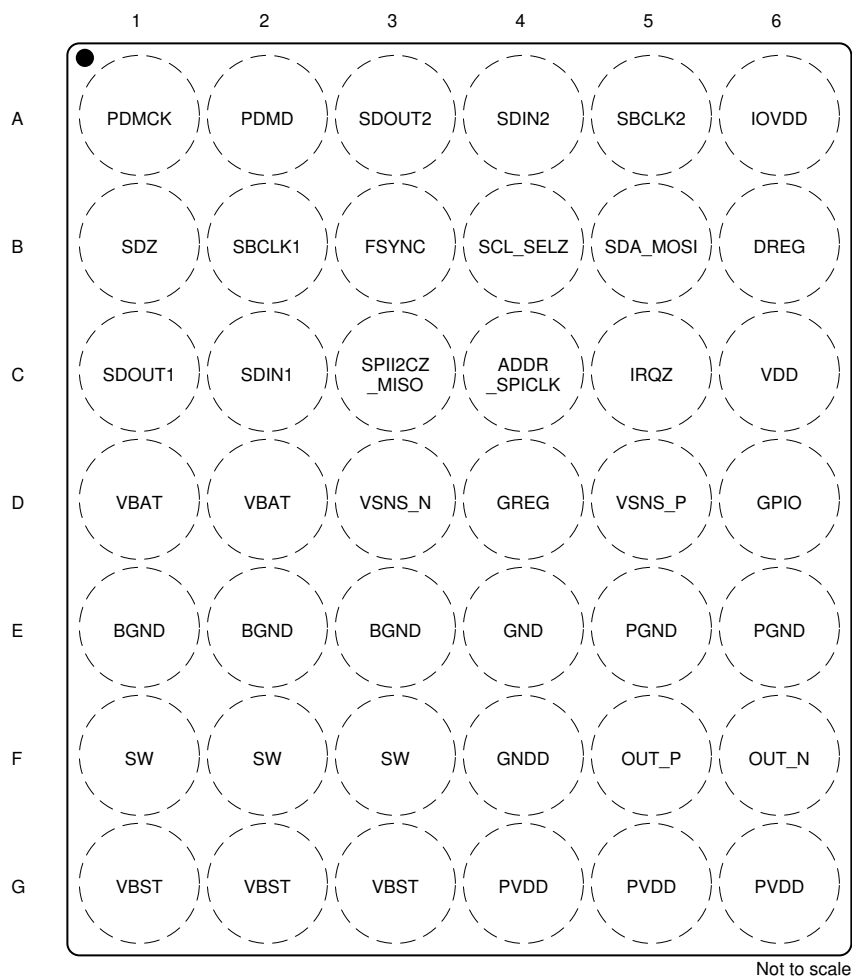 1 2 3 4 5 6
A PDMCK PDMD SDOUT2 SDIN2 SBCLK2 IOVDD
B SDZ SBCLK1 FSYNC SCL_SELZ SDA_MOSI DREG
C SDOUT1 SDIN1 SPII2CZ
_MISO ADDR
_SPICLK IRQZ VDD
D VBAT VBAT VSNS_N GREG VSNS_P GPIO
E BGND BGND BGND GND PGND PGND
F SW SW SW GNDD OUT_P OUT_N
G VBST VBST VBST PVDD PVDD PVDD
Not to scale